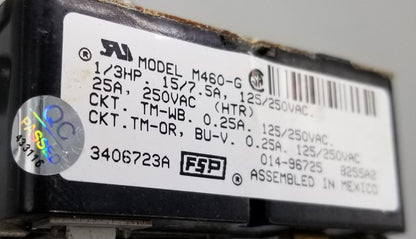 MODEL M460-G
® 1/3HP. 15/7.5A, 125/250VAC.
25A, 250VAC (HTR)
CKT. TM-WB. 0.25A. 125/250VAC.
CKT.TM-OR, BU-V. 0.25A. 125/250VAC
3406723A FSP 014-96725 8255A2
® ASSEMBLED IN MEXICO
QC
PASSED